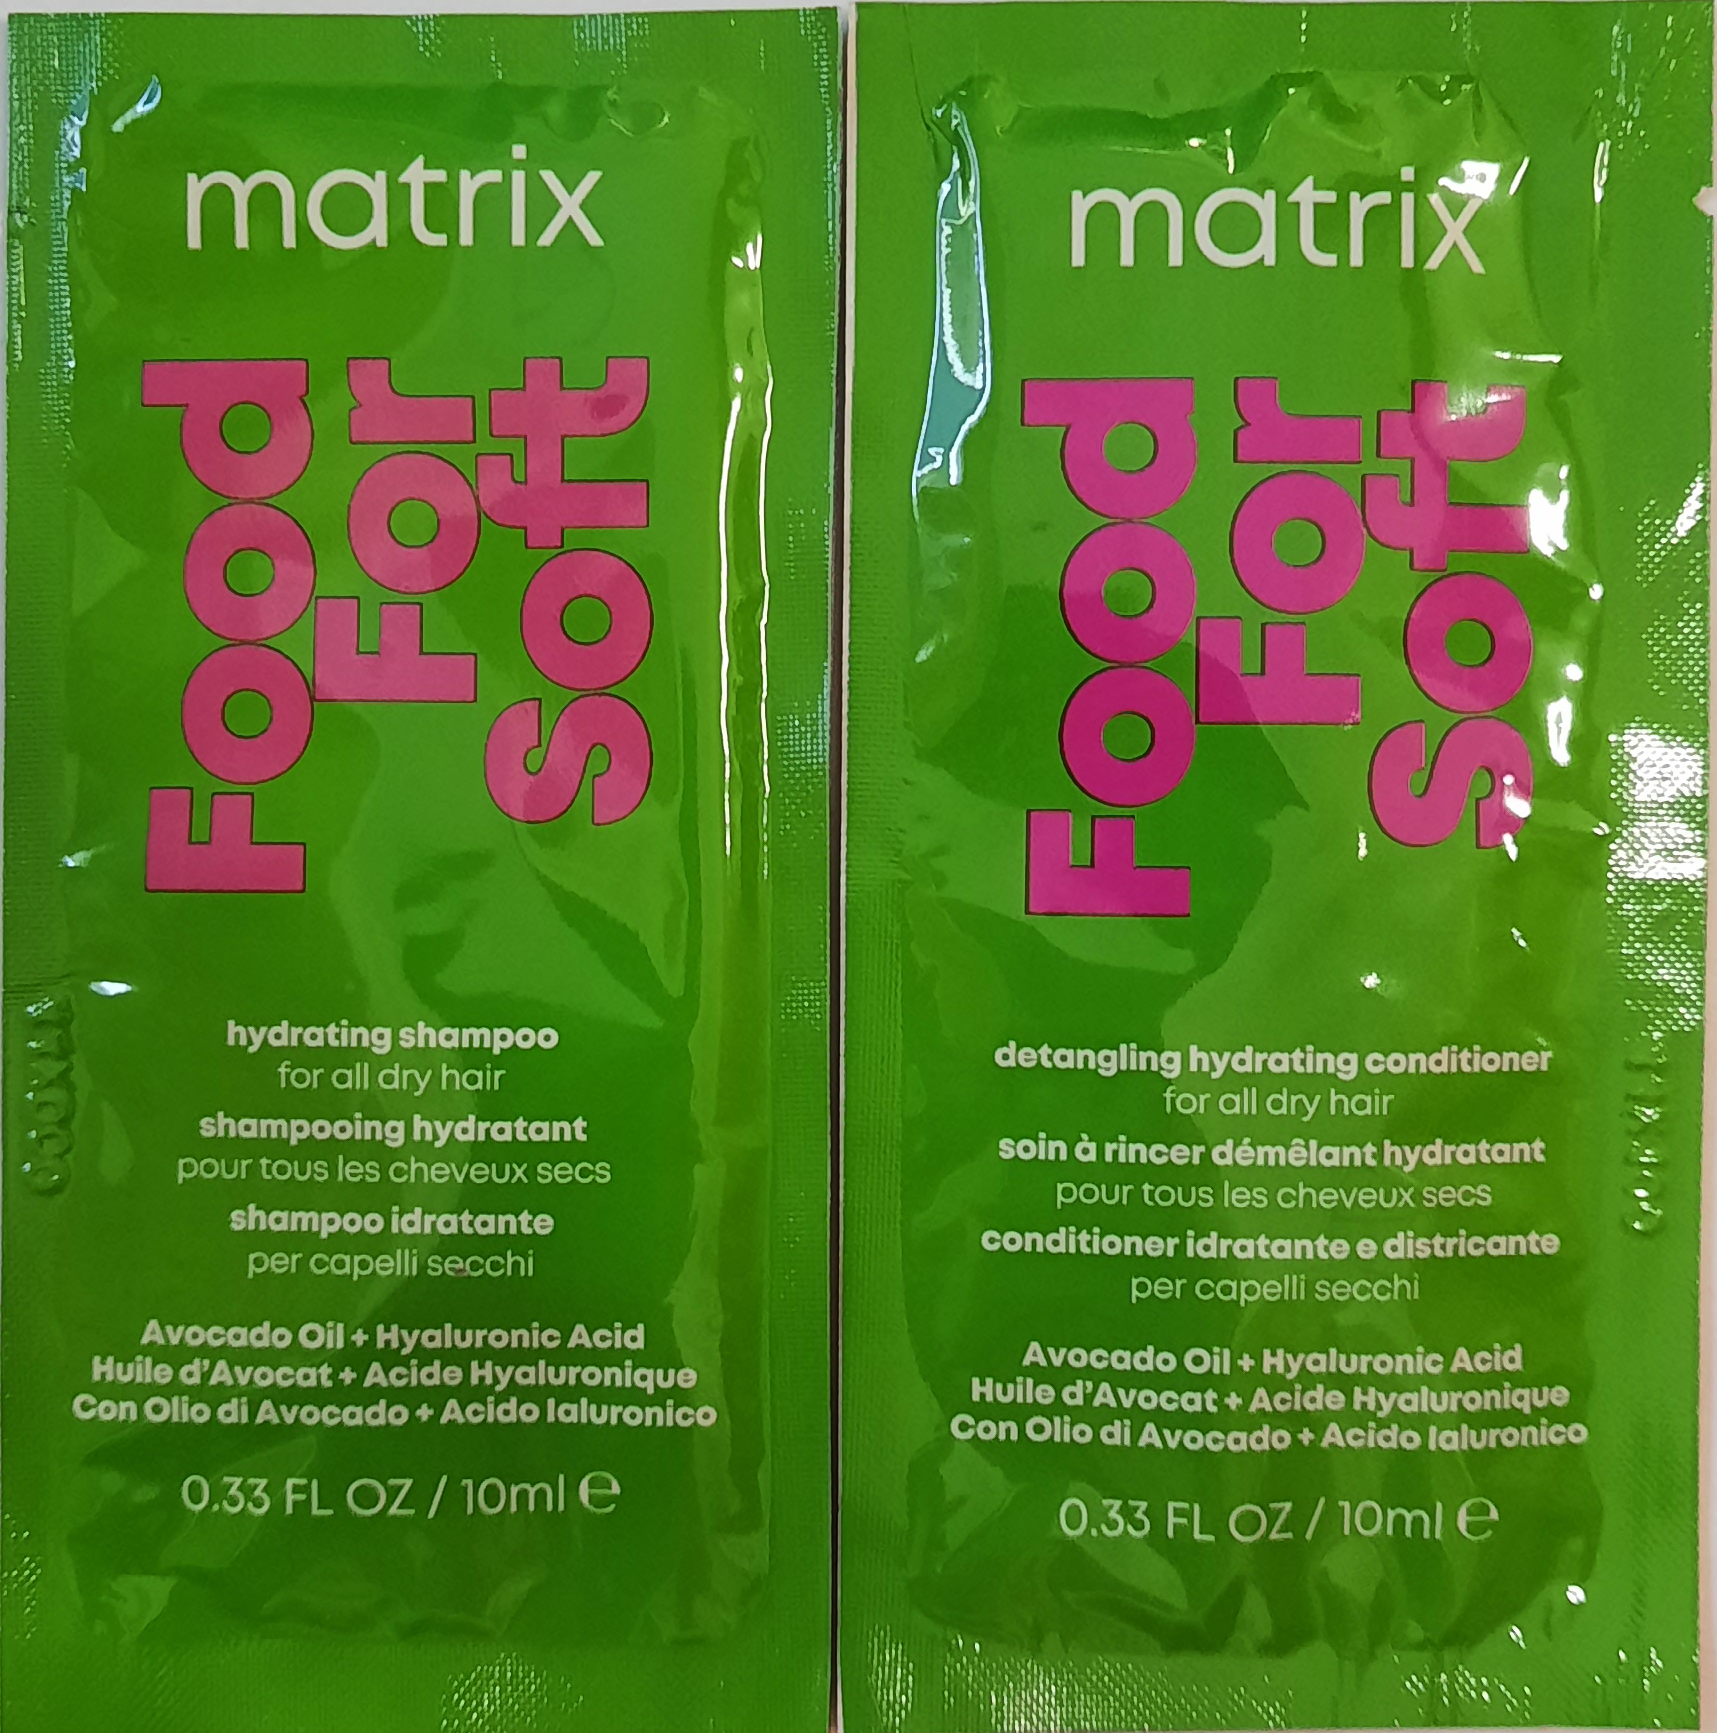 matrix
Food
For
Soft
hydrating shampoo
for all dry hair
shampooing hydratant
pour tous les cheveux secs
shampoo idratante
per capelli secchi
Avocado Oil + Hyaluronic Acid
Huile d'Avocat + Acide Hyaluronique
Con Olio di Avocado + Acido Ialuronico
0.33 FL OZ / 10ml ℮
matrix
Food
For
Soft
detangling hydrating conditioner
for all dry hair
soin à rincer démêlant hydratant
pour tous les cheveux secs
conditioner idratante e districante
per capelli secchi
Avocado Oil + Hyaluronic Acid
Huile d'Avocat + Acide Hyaluronique
Con Olio di Avocado + Acido Ialuronico
0.33 FL OZ / 10ml ℮